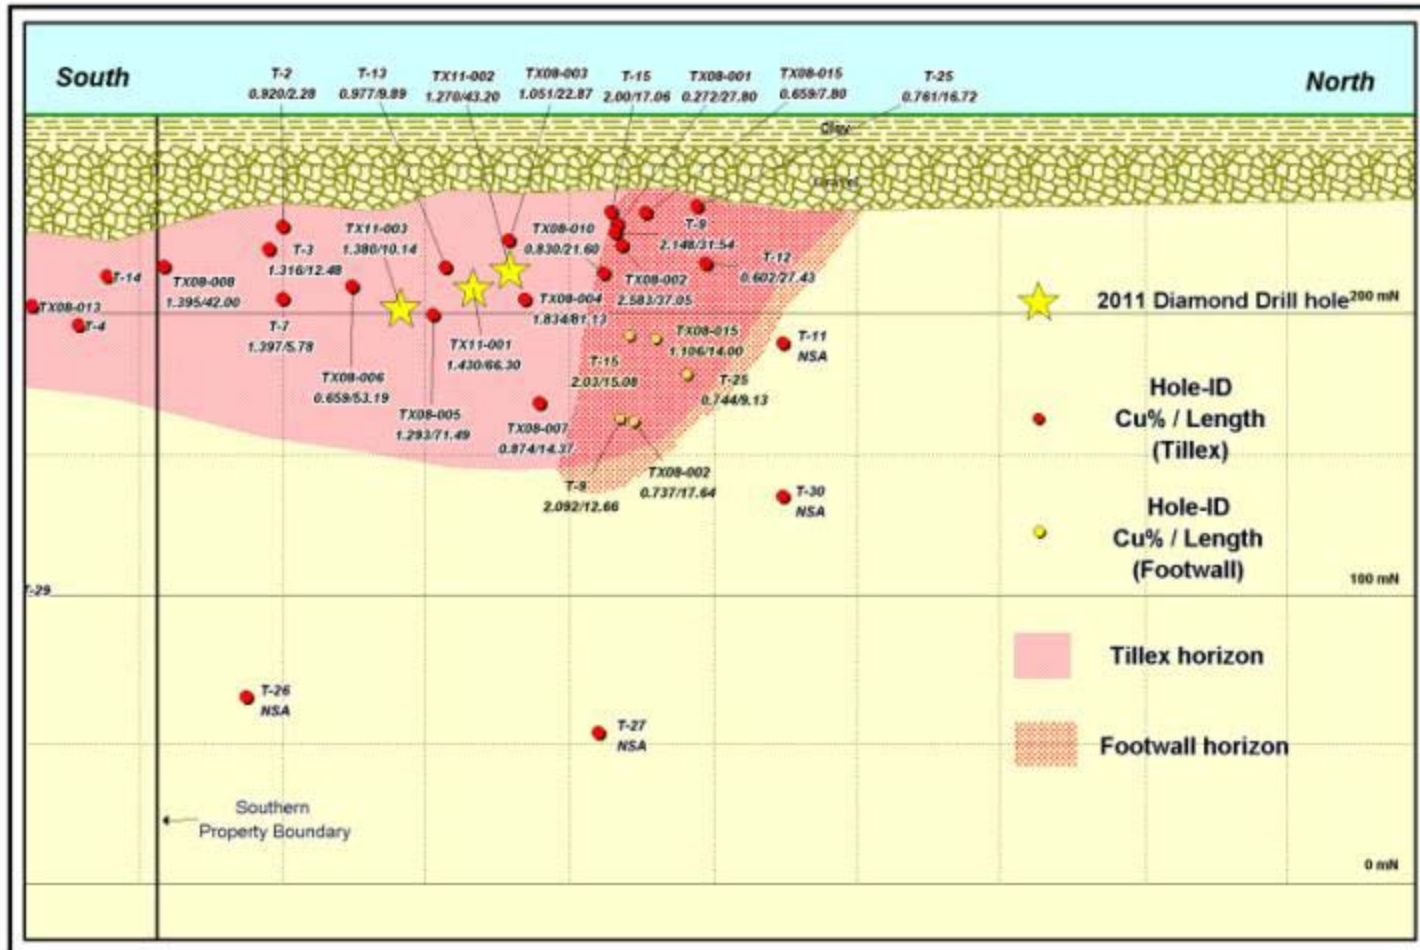 South
North
T-2
0.920/2.28
T-13
0.977/9.89
TX11-002
1.270/43.20
TX08-003
1.051/22.87
T-15
2.00/17.06
TX08-001
0.272/27.80
TX08-015
0.659/7.80
T-25
0.761/16.72
Clay
Gravel
TX11-003
1.380/10.14
TX08-010
0.830/21.60
T-9
2.148/31.54
T-3
1.316/12.48
T-12
0.602/27.43
T-14
TX08-008
1.395/42.00
TX08-002
2.583/37.05
TX08-013
T-4
TX08-004
1.834/81.13
T-7
1.397/5.78
TX11-001
1.430/66.30
TX08-015
1.106/14.00
T-11
NSA
T-15
2.03/15.08
TX08-006
0.659/53.19
T-25
0.744/9.13
TX08-005
1.293/71.49
TX08-007
0.874/14.37
TX08-002
0.737/17.64
T-9
2.092/12.66
T-30
NSA
T-29
T-26
NSA
T-27
NSA
Southern
Property Boundary
2011 Diamond Drill hole
200 mN
Hole-ID
Cu% / Length
(Tillex)
Hole-ID
Cu% / Length
(Footwall)
100 mN
Tillex horizon
Footwall horizon
0 mN